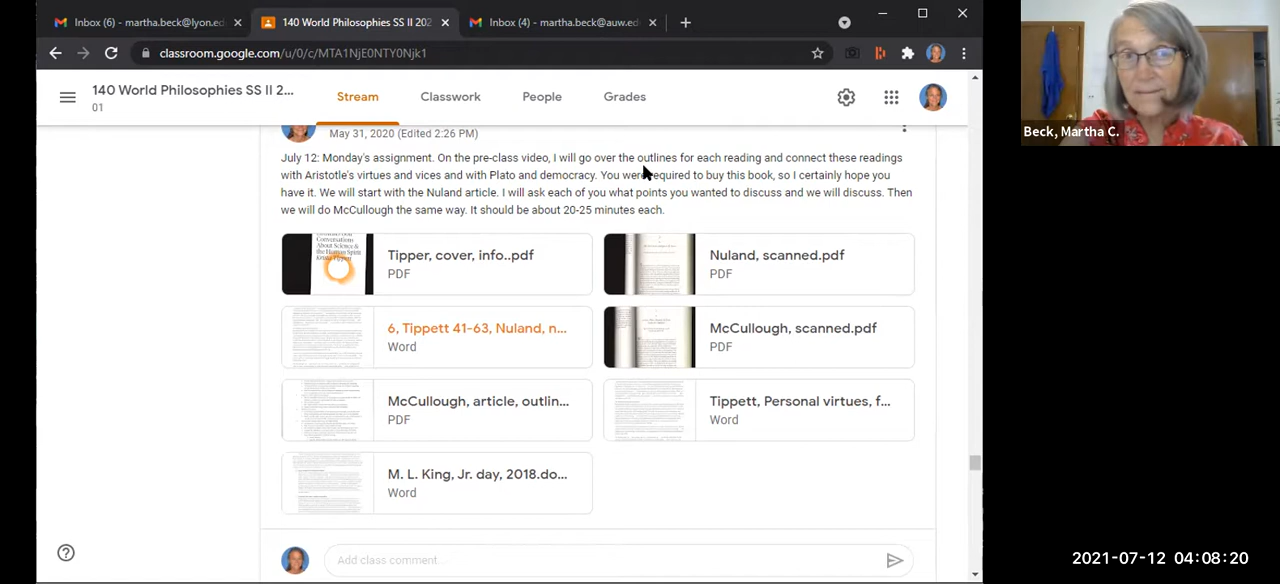 Inbox (6) - martha.beck@lyon.ed
140 World Philosophies SS II 202
Inbox (4) - martha.beck@auw.ed
classroom.google.com/u/0/c/MTA1NjE0NTY0Njk1
140 World Philosophies SS II 2...
01
Stream
Classwork
People
Grades
May 31, 2020 (Edited 2:26 PM)
July 12: Monday's assignment. On the pre-class video, I will go over the outlines for each reading and connect these readings
with Aristotle's virtues and vices and with Plato and democracy. You were required to buy this book, so I certainly hope you
have it. We will start with the Nuland article. I will ask each of you what points you wanted to discuss and we will discuss. Then
we will do McCullough the same way. It should be about 20-25 minutes each.
Conversations
About Science &
the Human Spirit
Krista Tippett
Tipper, cover, info..pdf
PDF
Nuland, scanned.pdf
PDF
6, Tippett 41-63, Nuland, n...
Word
McCullough, scanned.pdf
PDF
McCullough, article, outlin...
PDF
Tippett, Personal virtues, f...
Word
M. L. King, Jr. day, 2018.do...
Word
Add class comment...
Beck, Martha C.
2021-07-12 04:08:20